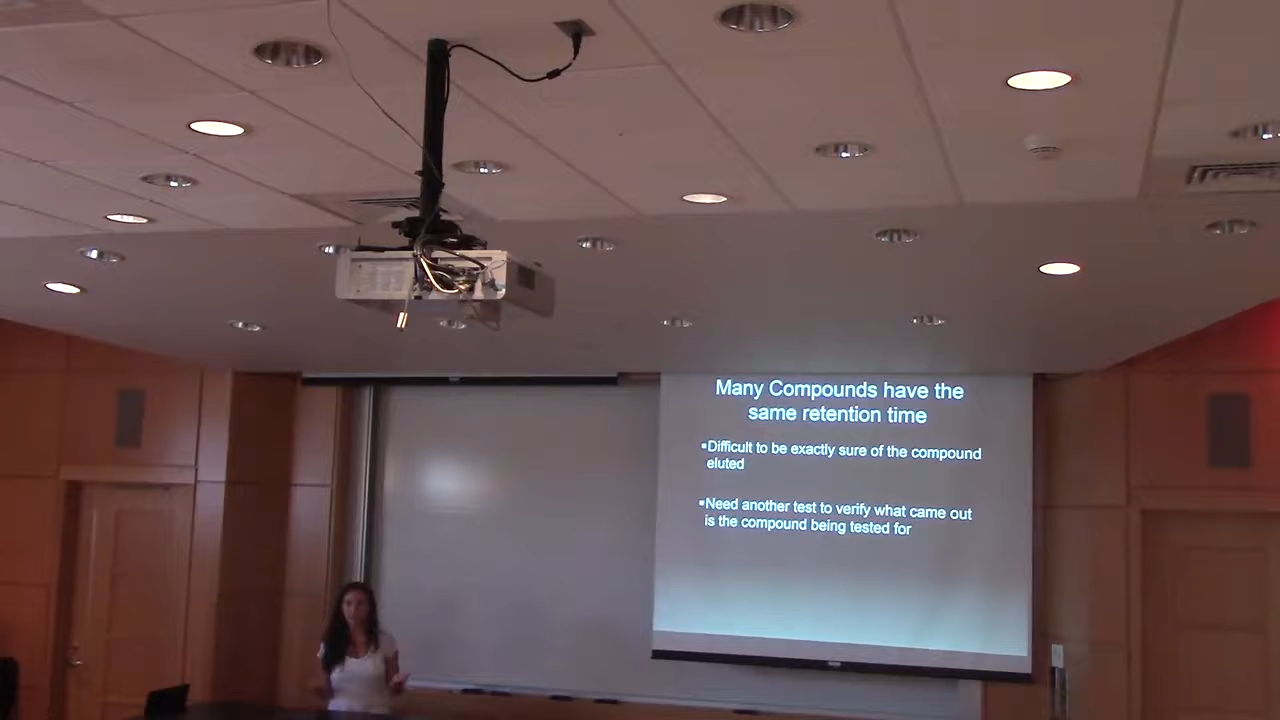 Many Compounds have the
same retention time
▪Difficult to be exactly sure of the compound
eluted
▪Need another test to verify what came out
is the compound being tested for